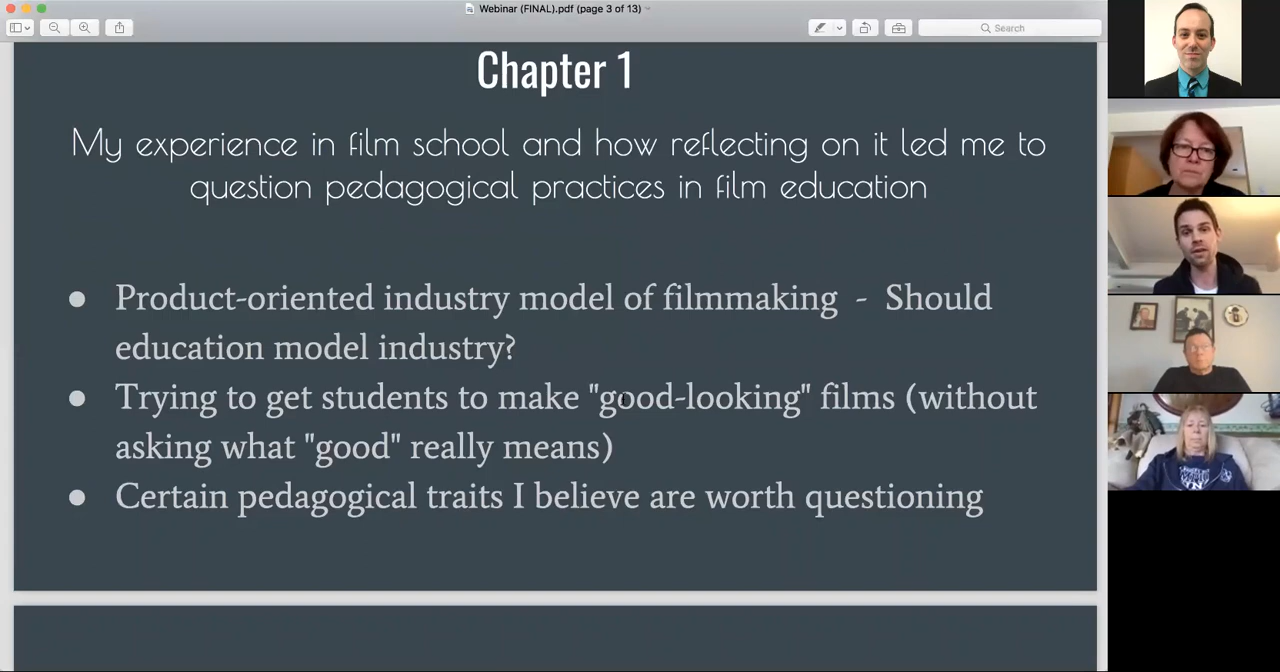 Webinar (FINAL).pdf (page 3 of 13)
Search
Chapter 1
My experience in film school and how reflecting on it led me to
question pedagogical practices in film education
● Product-oriented industry model of filmmaking - Should
education model industry?
● Trying to get students to make "good-looking" films (without
asking what "good" really means)
● Certain pedagogical traits I believe are worth questioning